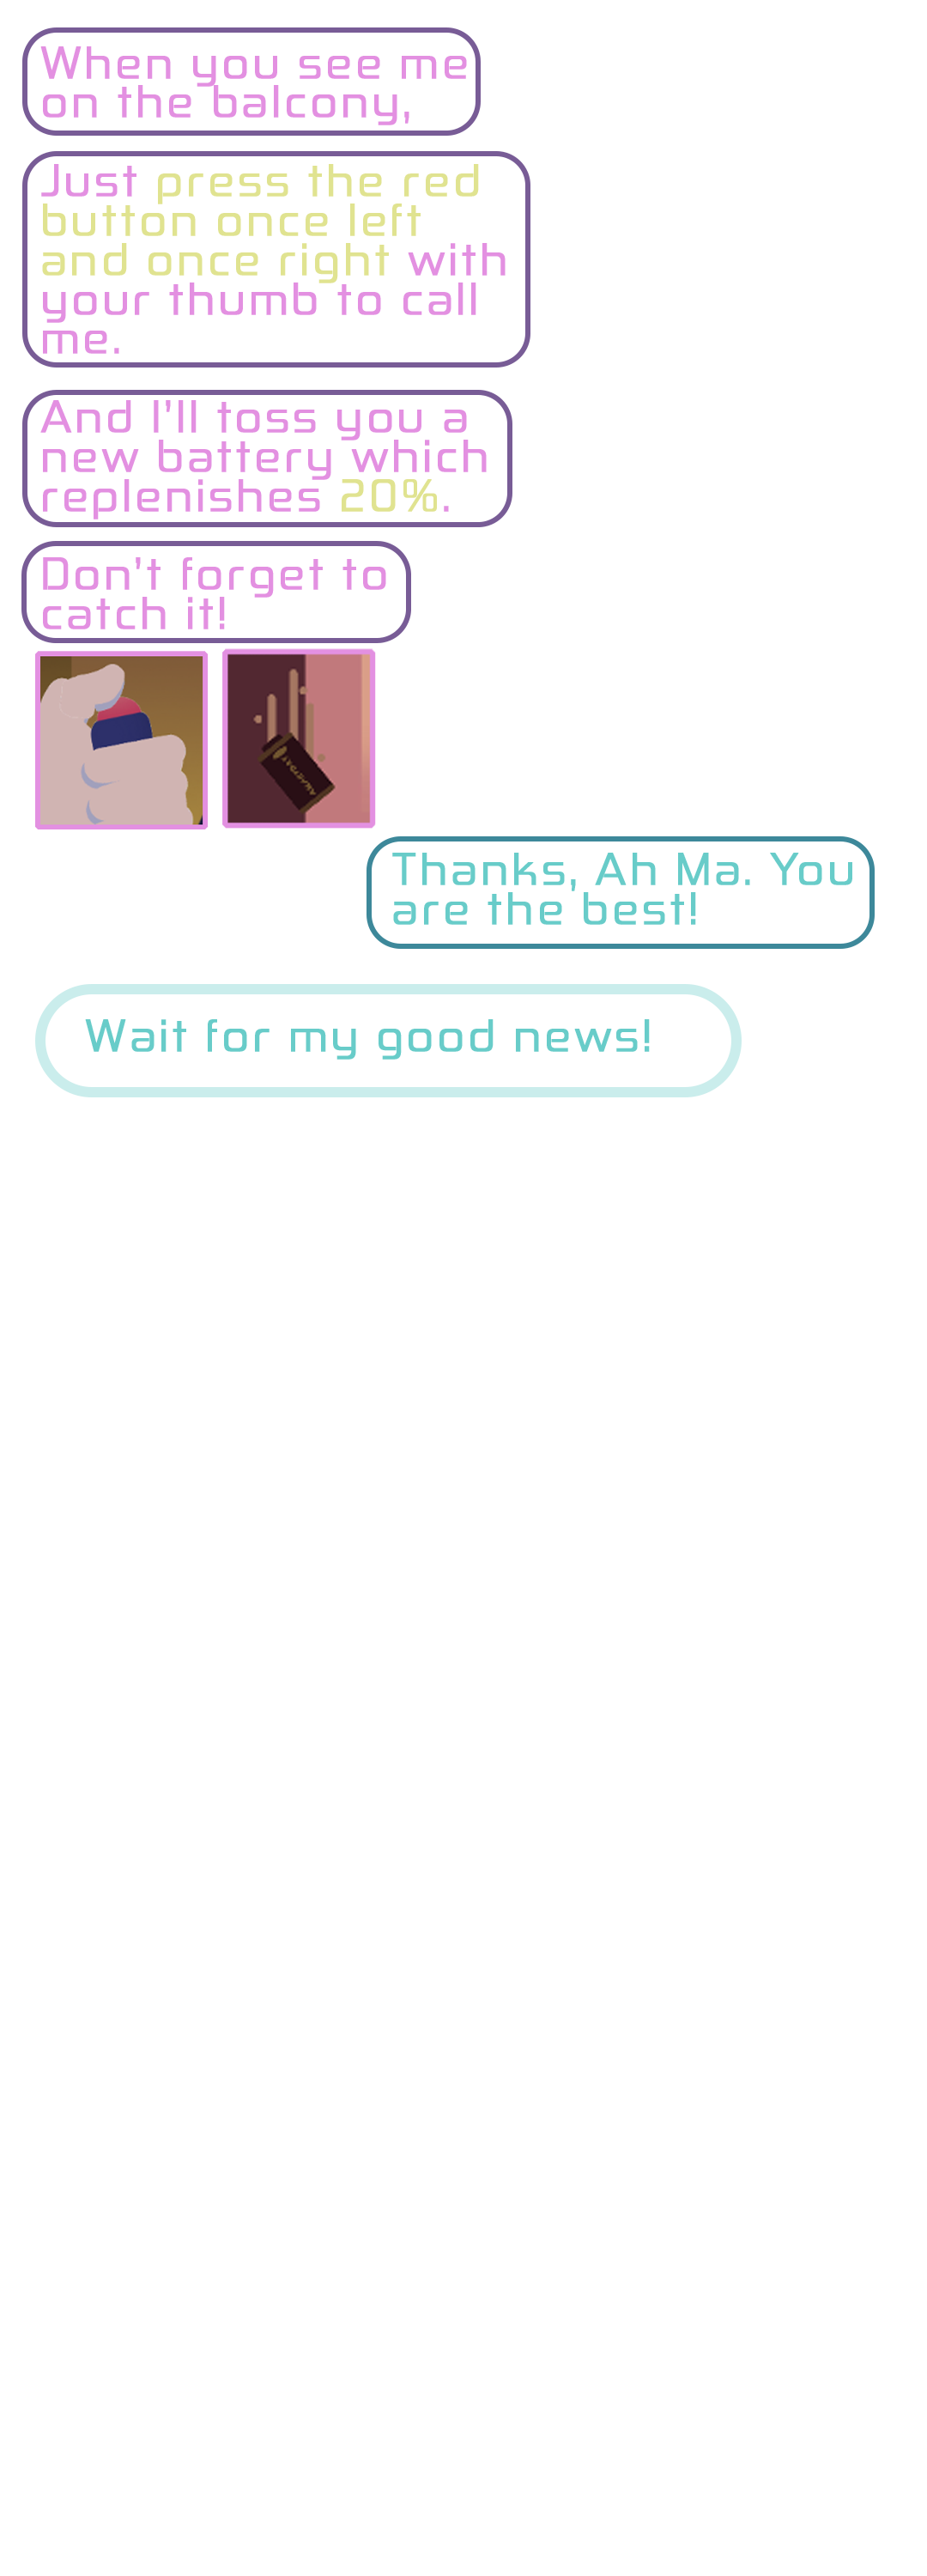 When you see me
on the balcony,
Just press the red
button once left
and once right with
your thumb to call
me.
And I'll toss you a
new battery which
replenishes 20%.
Don't forget to
catch it!
Thanks, Ah Ma. You
are the best!
Wait for my good news!